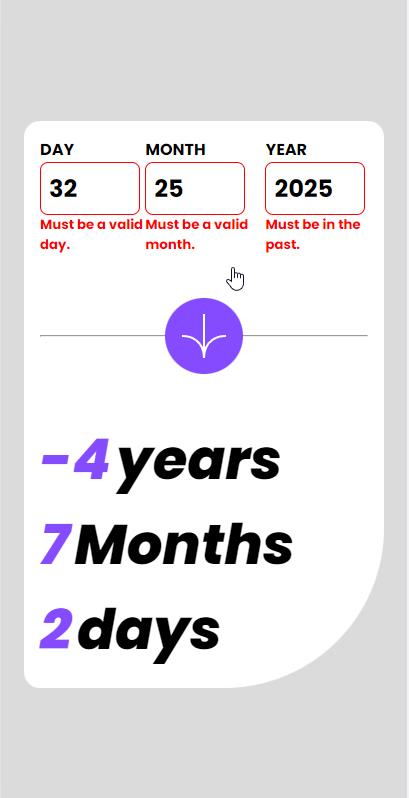 DAY MONTH YEAR
32 25 2025
Must be a valid Must be a valid Must be in the
day. month. past.
-4 years
7 Months
2 days